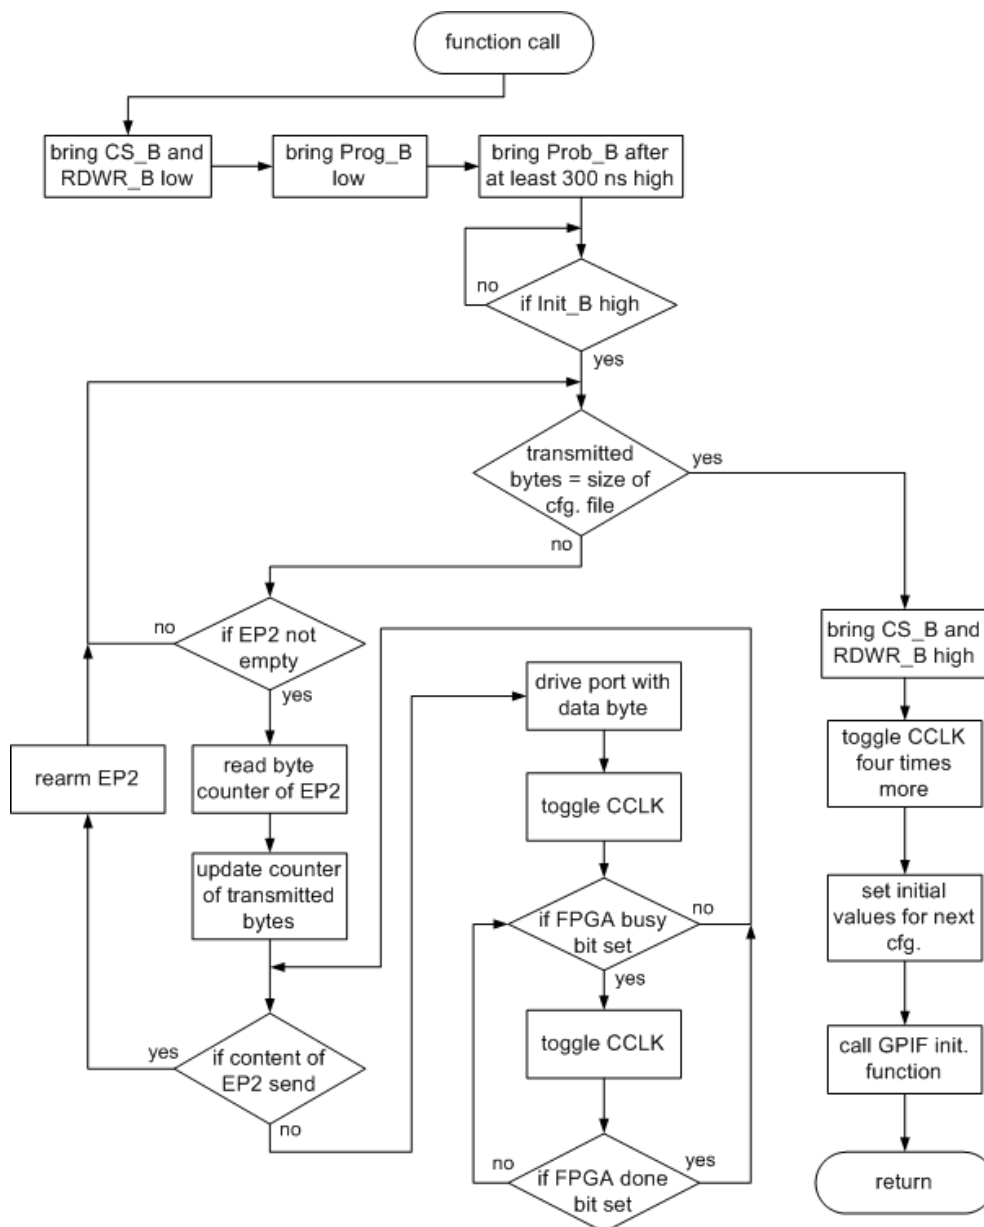 function call
bring CS_B and
RDWR_B low
bring Prog_B
low
bring Prob_B after
at least 300 ns high
no
if Init_B high
yes
transmitted
bytes = size of
cfg. file
yes
no
no
if EP2 not
empty
yes
bring CS_B and
RDWR_B high
drive port with
data byte
toggle CCLK
four times
more
rearm EP2
read byte
counter of EP2
toggle CCLK
update counter
of transmitted
bytes
if FPGA busy
bit set
no
yes
set initial
values for next
cfg.
toggle CCLK
call GPIF init.
function
yes
if content of
EP2 send
no
no
if FPGA done
bit set
yes
return